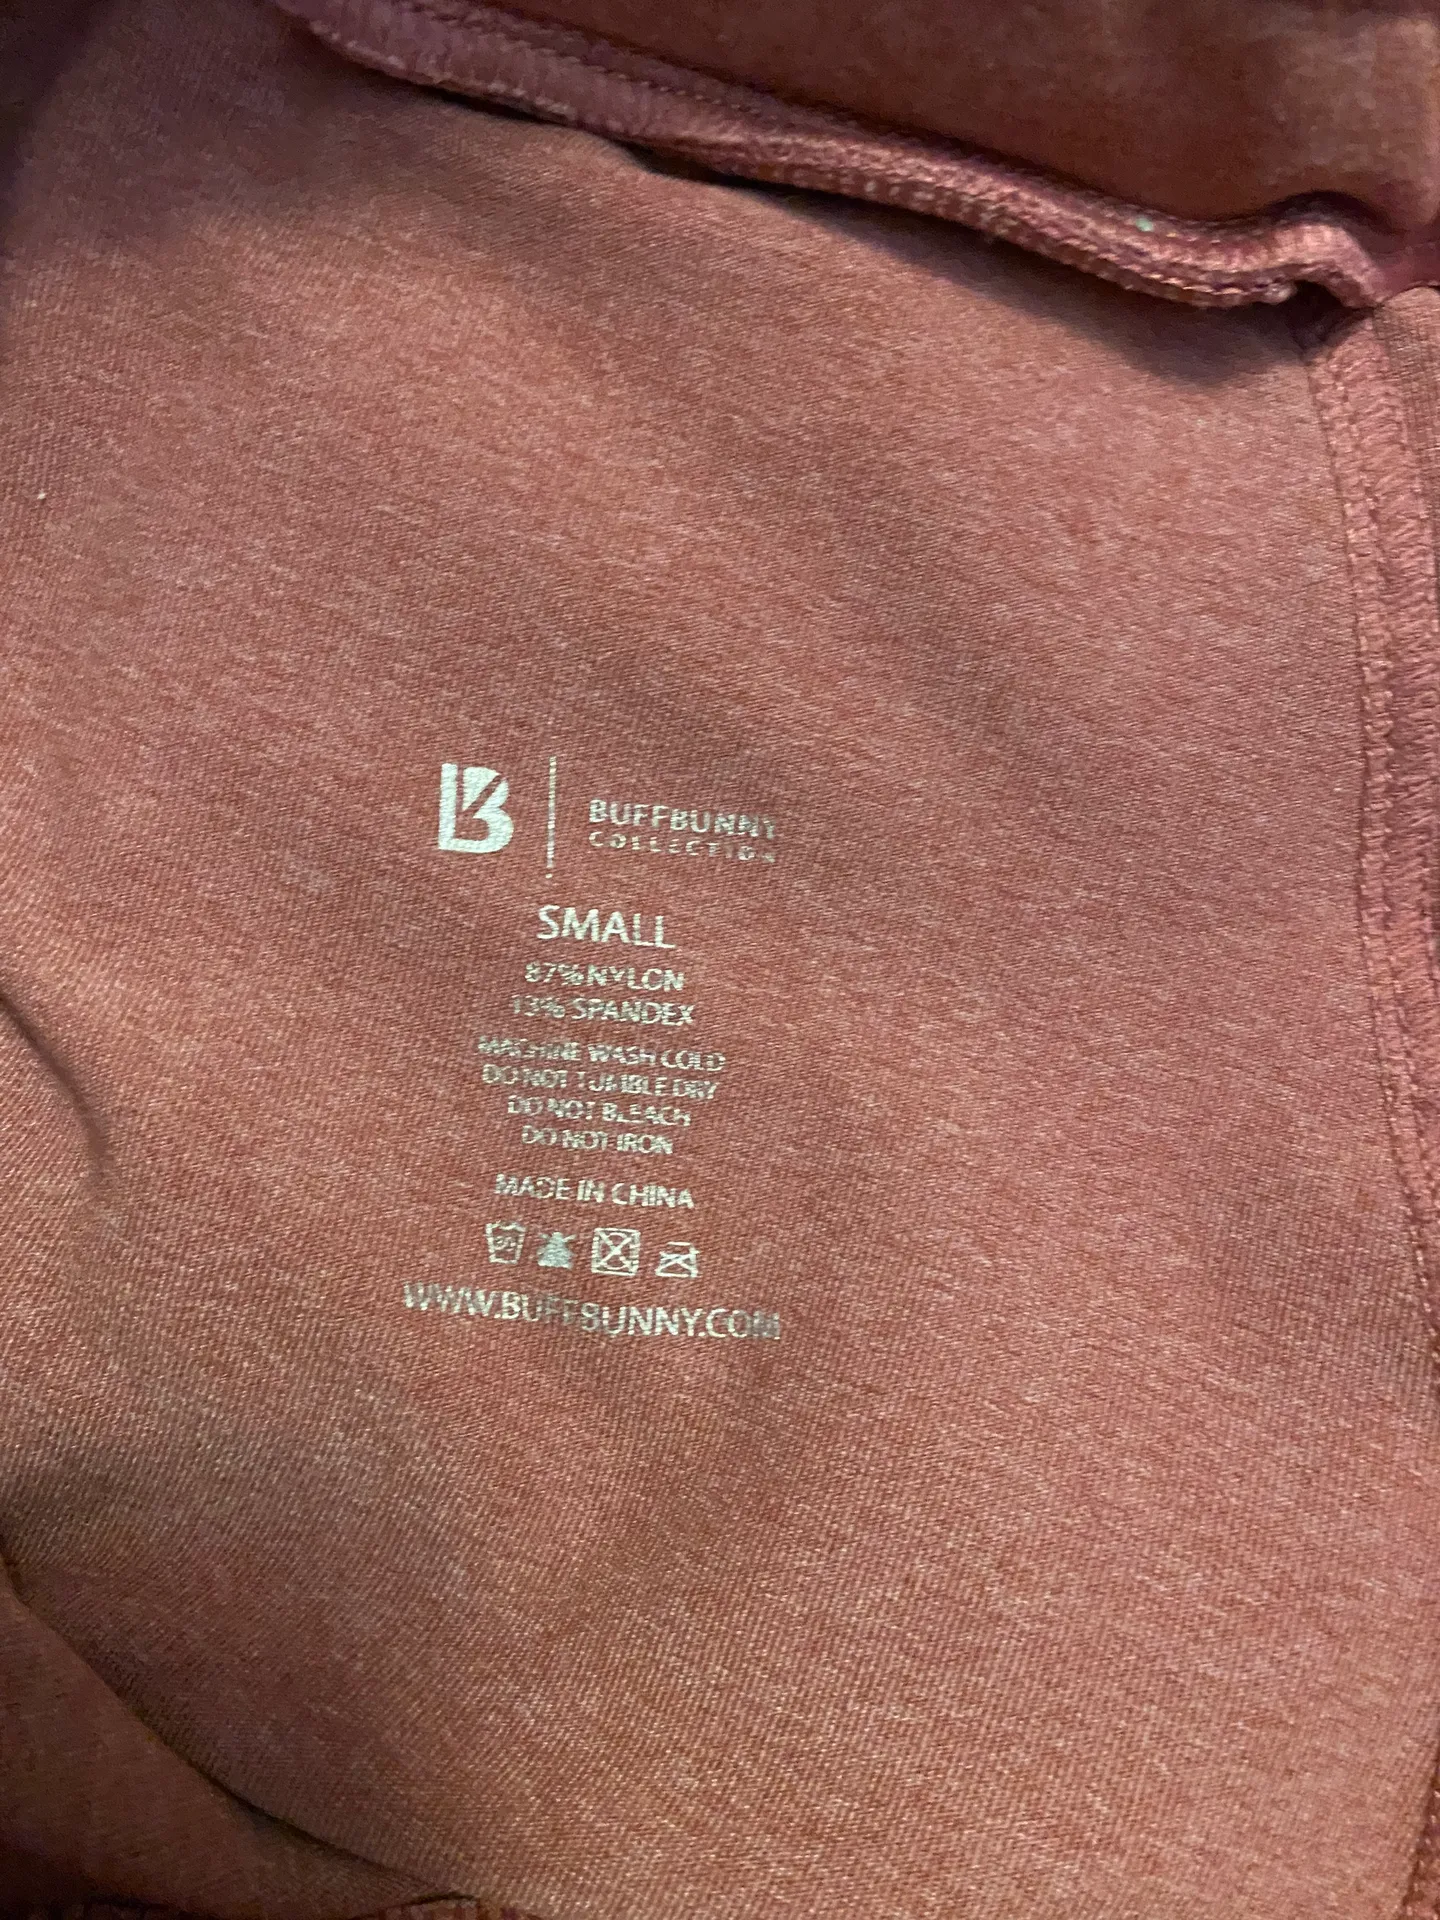 B
BUFFBUNNY
COLLECTION
SMALL
87% NYLON
13% SPANDEX
MACHINE WASH COLD
DO NOT TUMBLE DRY
DO NOT BLEACH
DO NOT IRON
MADE IN CHINA
WWW.BUFFBUNNY.COM